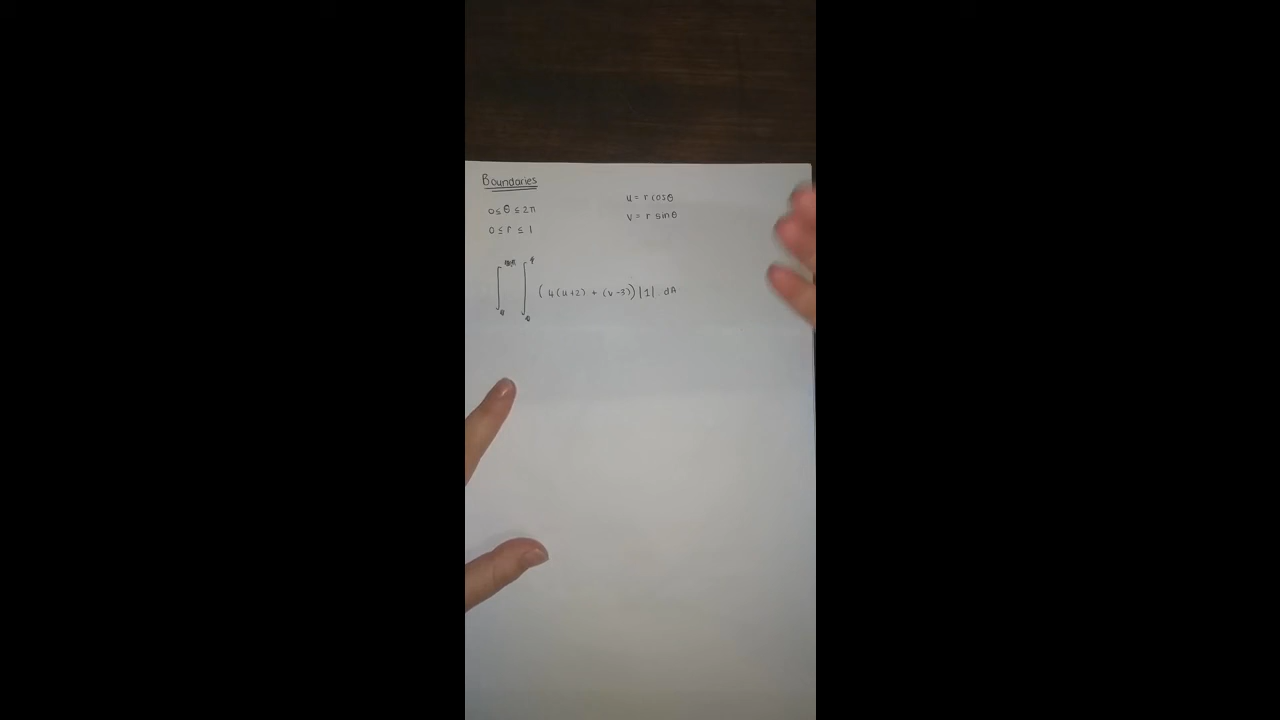 Boundaries
0 ≤ θ ≤ 2π
0 ≤ r ≤ 1
u = r cosθ
v = r sinθ
∫ ∫ (4(u+2) + (v-3)) |1| . dA